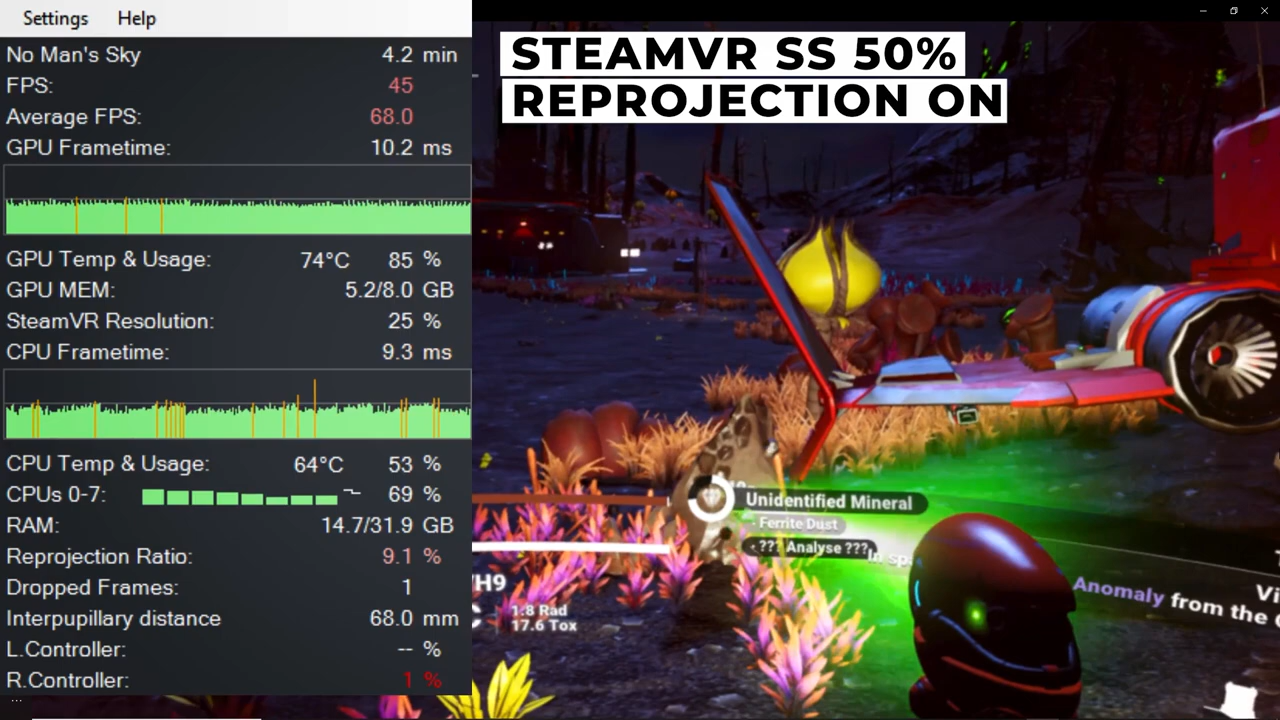 Settings Help
No Man's Sky 4.2 min
FPS: 45
Average FPS: 68.0
GPU Frametime: 10.2 ms
GPU Temp & Usage: 74°C 85 %
GPU MEM: 5.2/8.0 GB
SteamVR Resolution: 25 %
CPU Frametime: 9.3 ms
CPU Temp & Usage: 64°C 53 %
CPUs 0-7: 69 %
RAM: 14.7/31.9 GB
Reprojection Ratio: 9.1 %
Dropped Frames: 1
Interpupillary distance 68.0 mm
L.Controller: -- %
R.Controller: 1 %
STEAMVR SS 50%
REPROJECTION ON
Unidentified Mineral
· Ferrite Dust
· ??? Analyse ???
In spa
VH9
1.8 Rad
17.6 Tox
Vi
Anomaly from the